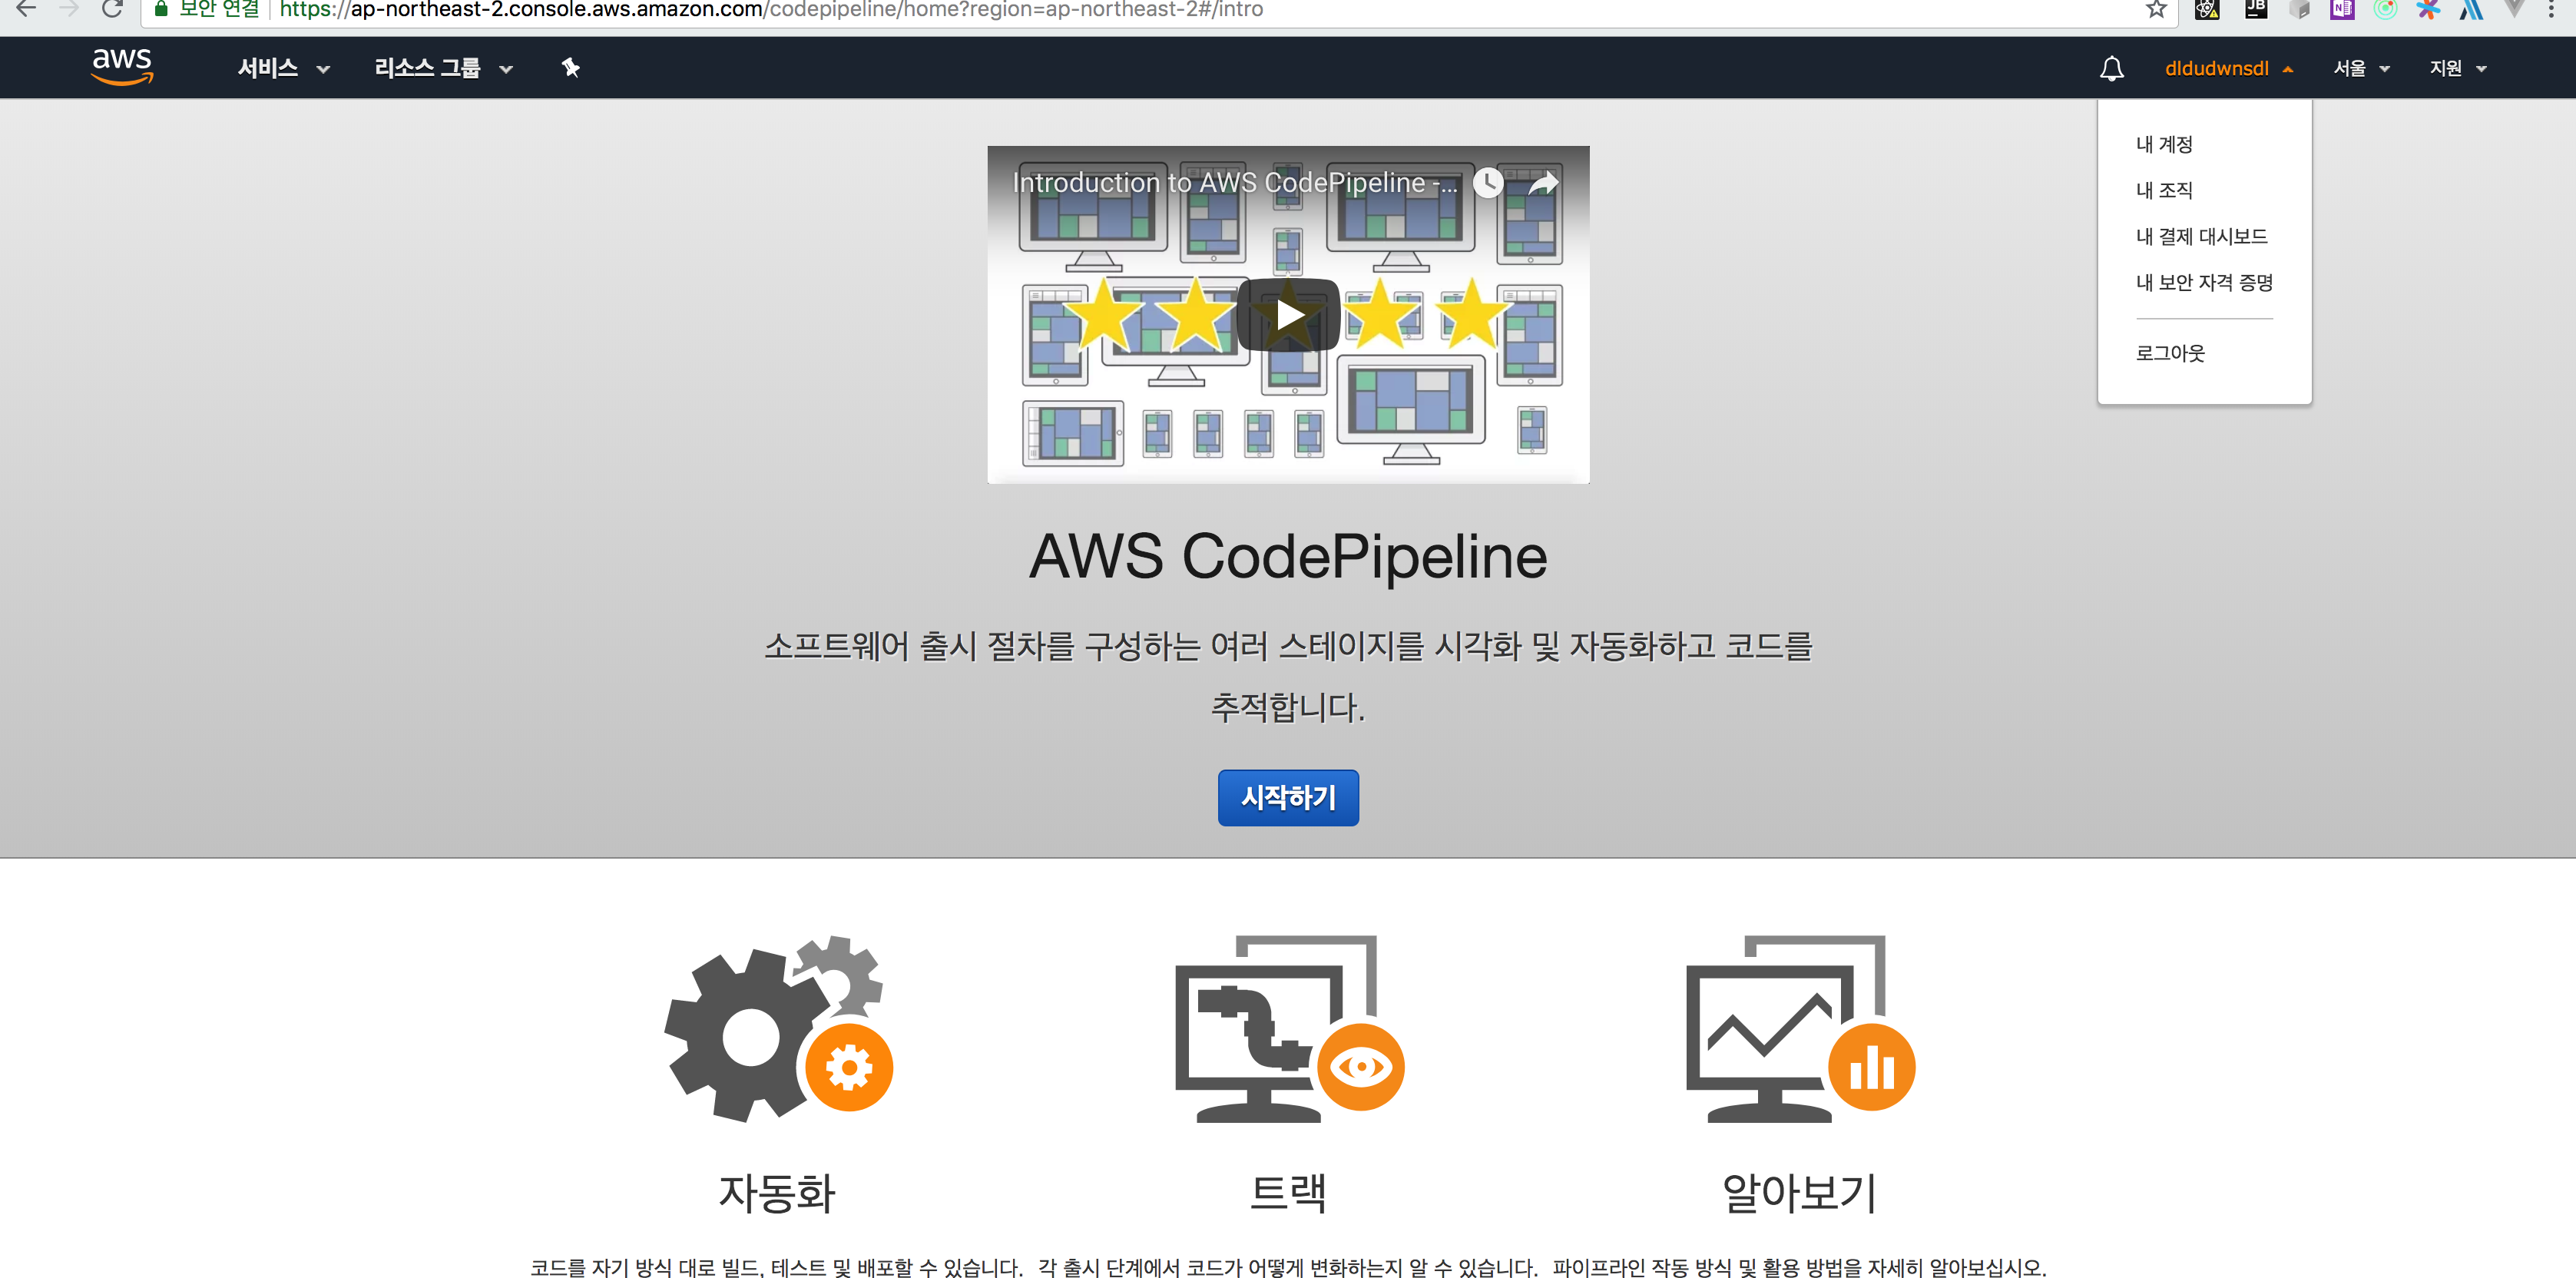 보안 연결
https://ap-northeast-2.console.aws.amazon.com/codepipeline/home?region=ap-northeast-2#/intro
JB
N
aws
서비스
리소스 그룹
dldudwnsdl
서울
지원
내 계정
내 조직
내 결제 대시보드
내 보안 자격 증명
로그아웃
Introduction to AWS CodePipeline -...
AWS CodePipeline
소프트웨어 출시 절차를 구성하는 여러 스테이지를 시각화 및 자동화하고 코드를
추적합니다.
시작하기
자동화
트랙
알아보기
코드를 자기 방식 대로 빌드, 테스트 및 배포할 수 있습니다.
각 출시 단계에서 코드가 어떻게 변화하는지 알 수 있습니다.
파이프라인 작동 방식 및 활용 방법을 자세히 알아보십시오.